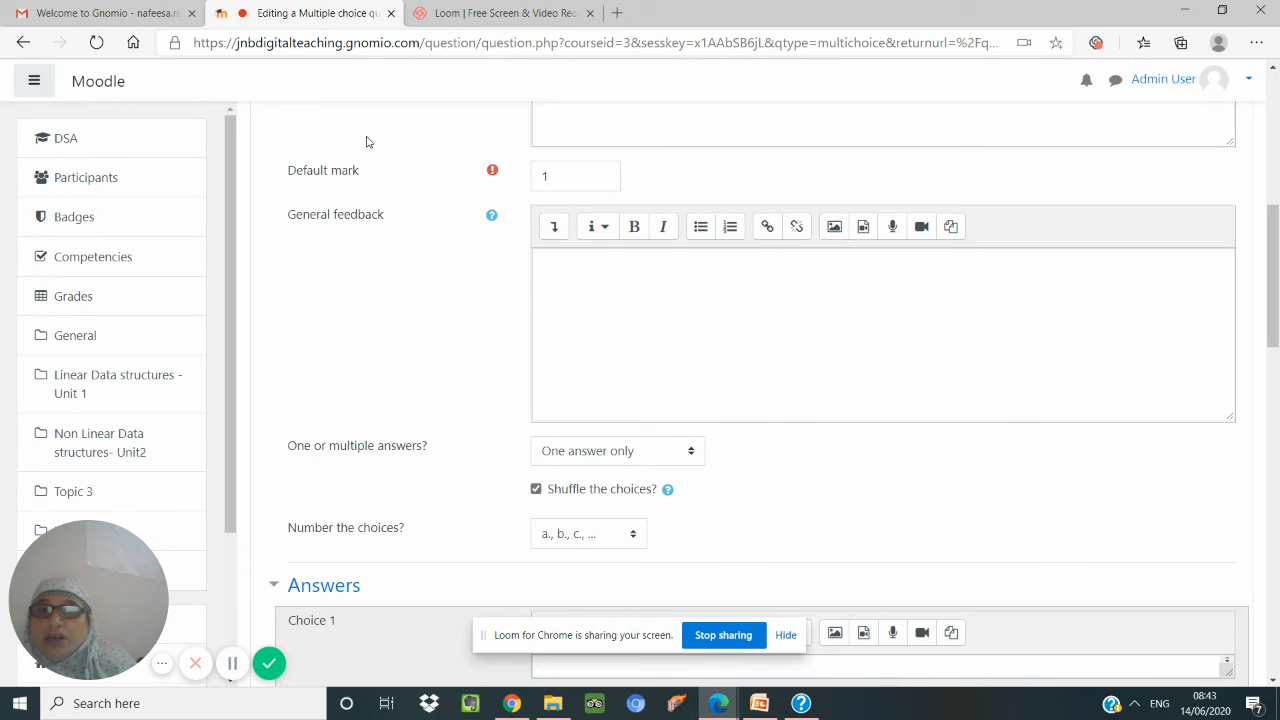 Welcome to Gnomio - nafeesa.re
Editing a Multiple choice qu
Loom | Free Screen & Video Rec
https://jnbdigitalteaching.gnomio.com/question/question.php?courseid=3&sesskey=x1AAbSB6jL&qtype=multichoice&returnurl=%2Fq...
Moodle
Admin User
DSA
Participants
Badges
Competencies
Grades
General
Linear Data structures -
Unit 1
Non Linear Data
structures- Unit2
Topic 3
Default mark
1
General feedback
i
B
I
One or multiple answers?
One answer only
Shuffle the choices?
Number the choices?
a., b., c., ...
Answers
Choice 1
Loom for Chrome is sharing your screen.
Stop sharing
Hide
Search here
ENG
08:43
14/06/2020
7